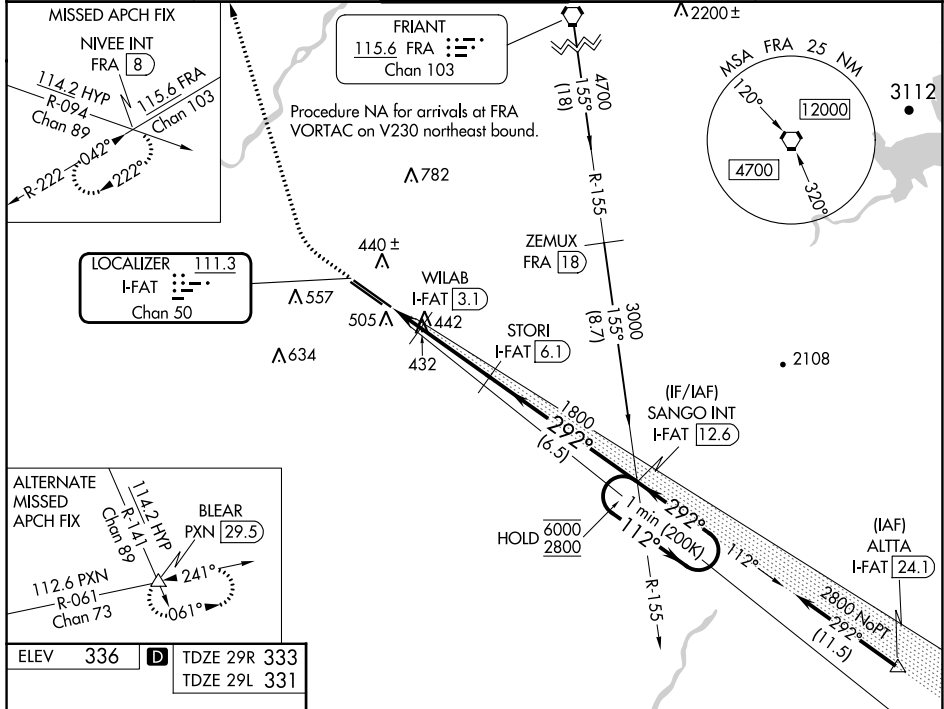 MISSED APCH FIX
NIVEE INT
FRA 8
114.2 HYP
R-094
Chan 89
115.6 FRA
Chan 103
R-222
042°
222°
FRIANT
115.6 FRA
Chan 103
Procedure NA for arrivals at FRA
VORTAC on V230 northeast bound.
4700
155°
(18)
R-155
2200 ±
MSA FRA 25 NM
120°
12000
4700
320°
3112
782
ZEMUX
FRA 18
3000
155°
(8.7)
440 ±
LOCALIZER 111.3
I-FAT
Chan 50
557
505
WILAB
I-FAT 3.1
442
432
634
STORI
I-FAT 6.1
2108
1800
292°
(6.5)
(IF/IAF)
SANGO INT
I-FAT 12.6
HOLD 6000
2800
1 min (200K)
292°
112°
112°
R-155
(IAF)
ALTTA
I-FAT 24.1
2800 NoPT
292°
(11.5)
ALTERNATE
MISSED
APCH FIX
114.2 HYP
R-141
Chan 89
BLEAR
PXN 29.5
112.6 PXN
R-061
Chan 73
241°
061°
ELEV 336 D TDZE 29R 333
TDZE 29L 331